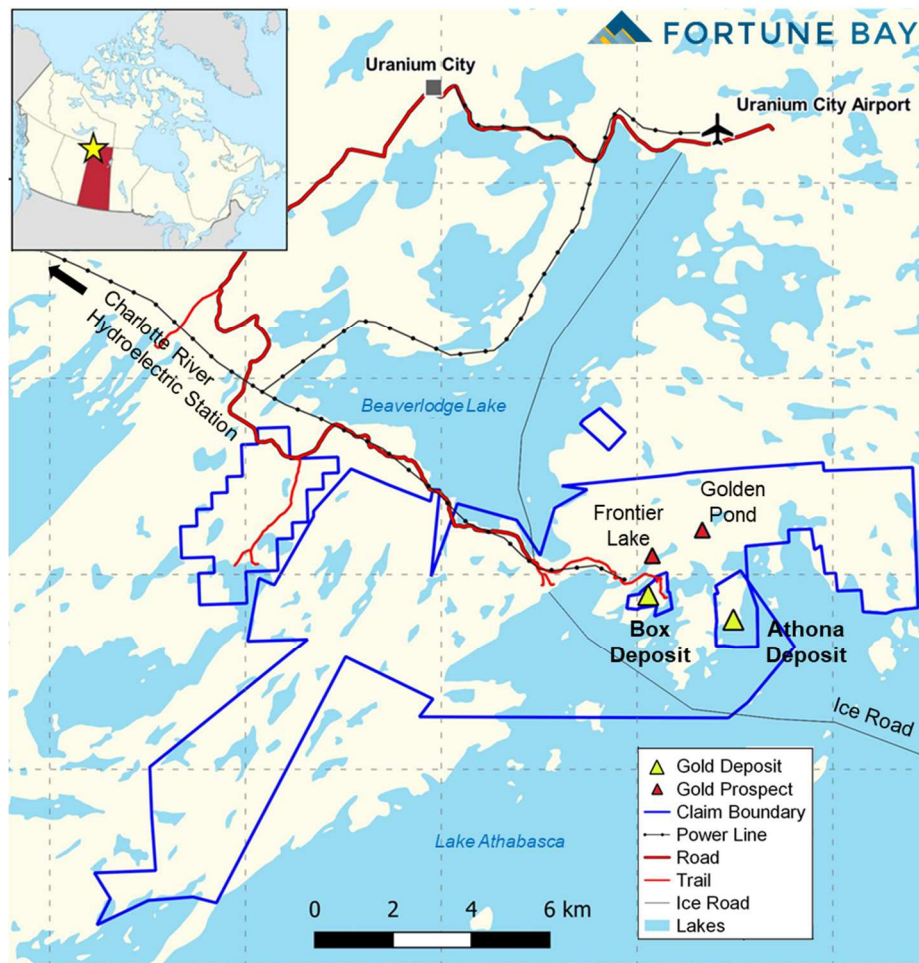 FORTUNE BAY
Uranium City
Uranium City Airport
Charlotte River
Hydroelectric Station
Beaverlodge Lake
Golden
Pond
Frontier
Lake
Box
Deposit
Athona
Deposit
Ice Road
Lake Athabasca
Gold Deposit
Gold Prospect
Claim Boundary
Power Line
Road
Trail
Ice Road
Lakes
0 2 4 6 km